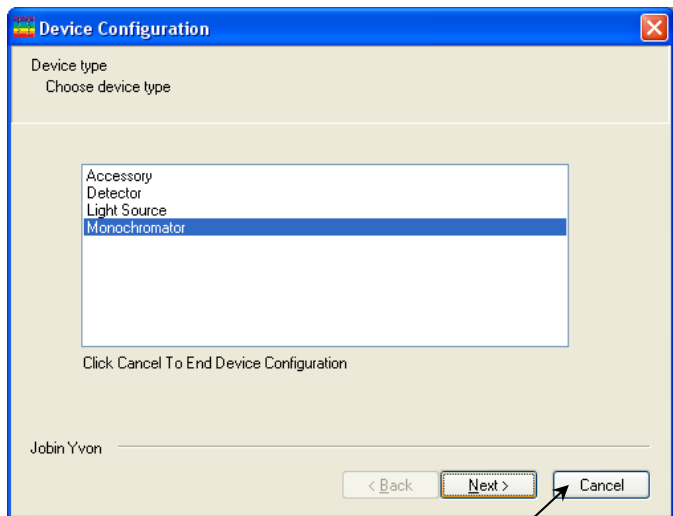 Device Configuration
Device type
Choose device type
Accessory
Detector
Light Source
Monochromator
Click Cancel To End Device Configuration
Jobin Yvon
< Back Next > Cancel